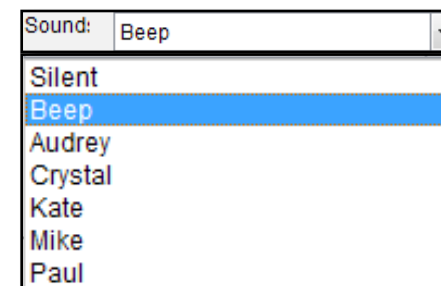 Sound: Beep
Silent
Beep
Audrey
Crystal
Kate
Mike
Paul